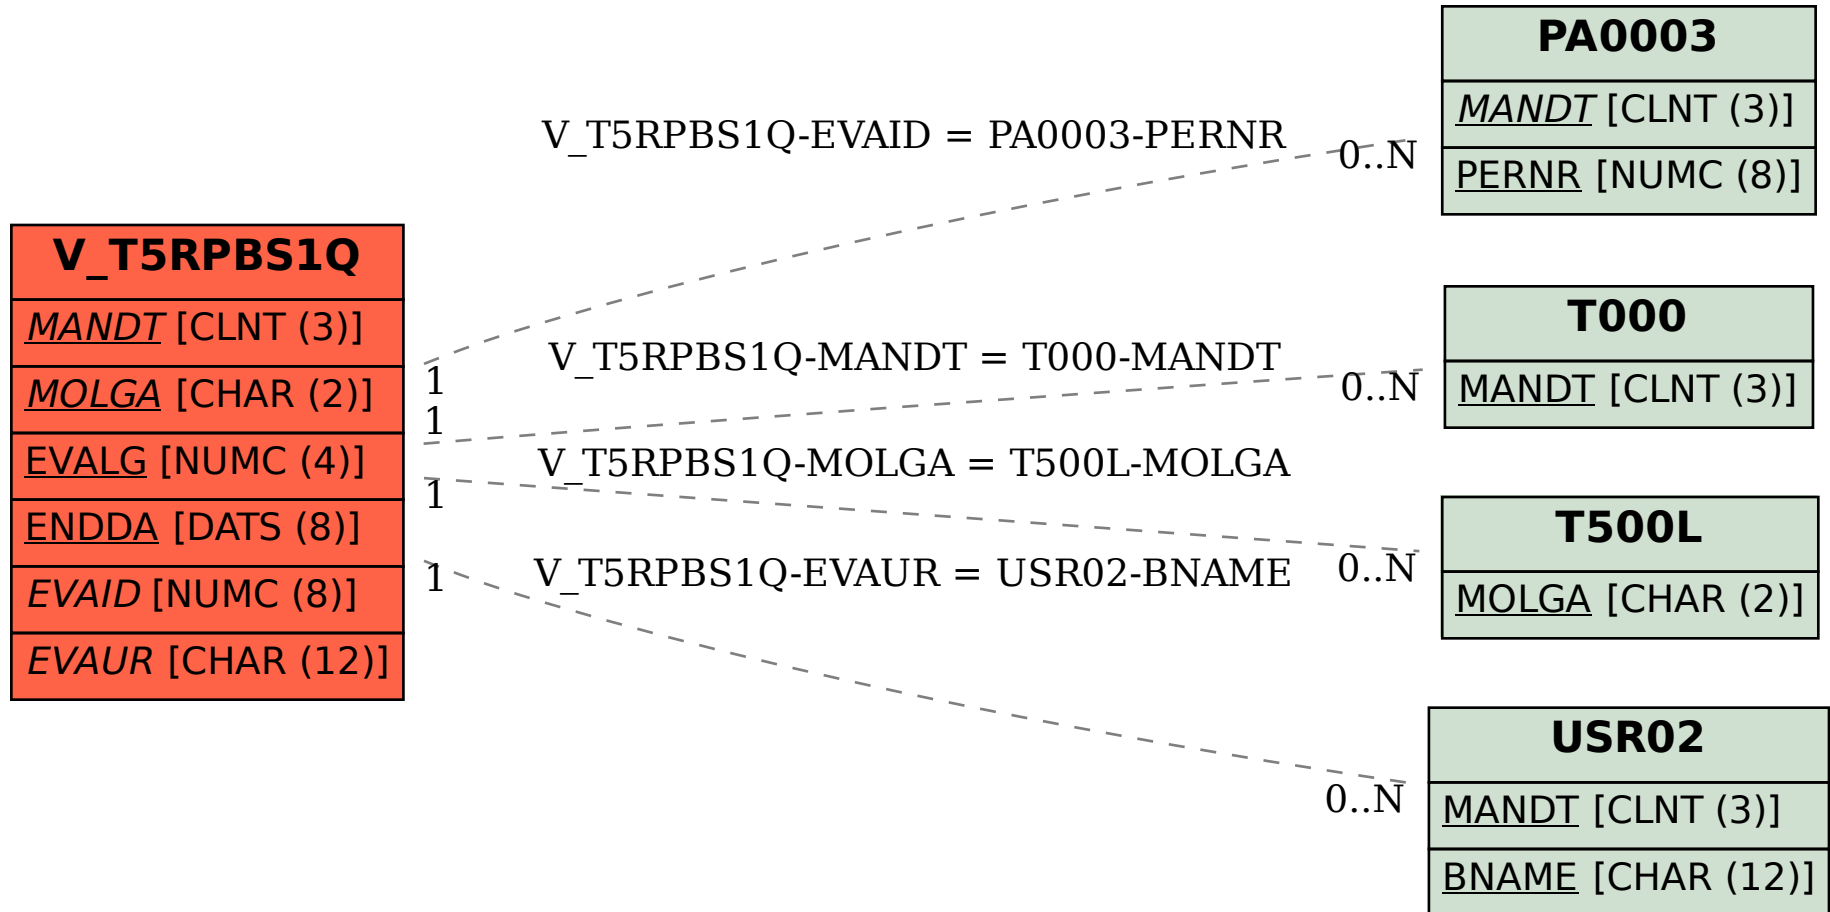 V_T5RPBS1Q
MANDT [CLNT (3)]
MOLGA [CHAR (2)]
EVALG [NUMC (4)]
ENDDA [DATS (8)]
EVAID [NUMC (8)]
EVAUR [CHAR (12)]
V_T5RPBS1Q-EVAID = PA0003-PERNR
0..N
1
V_T5RPBS1Q-MANDT = T000-MANDT
0..N
1
V_T5RPBS1Q-MOLGA = T500L-MOLGA
0..N
1
V_T5RPBS1Q-EVAUR = USR02-BNAME
0..N
1
PA0003
MANDT [CLNT (3)]
PERNR [NUMC (8)]
T000
MANDT [CLNT (3)]
T500L
MOLGA [CHAR (2)]
USR02
MANDT [CLNT (3)]
BNAME [CHAR (12)]